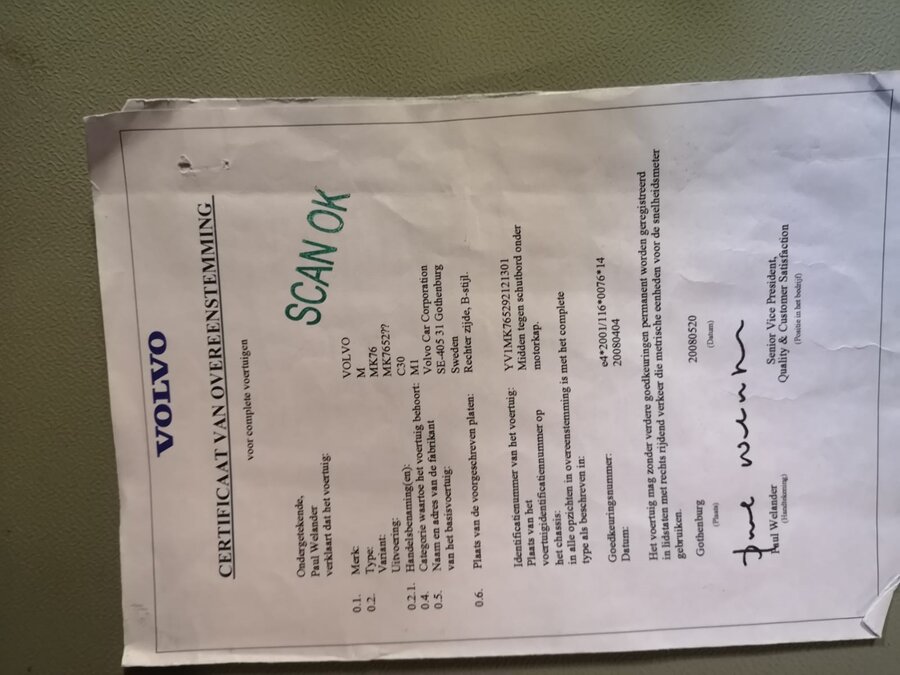 VOLVO
CERTIFICAAT VAN OVEREENSTEMMING
voor complete voertuigen
SCAN OK
Ondergetekende,
Paul Welander
verklaart dat het voertuig:
0.1. Merk: VOLVO
0.2. Type: M
Variant: MK76
Uitvoering: MK7652??
0.2.1. Handelsbenaming(en): C30
0.4. Categorie waartoe het voertuig behoort: M1
0.5. Naam en adres van de fabrikant Volvo Car Corporation
van het basisvoertuig: SE-405 31 Gothenburg
Sweden
0.6. Plaats van de voorgeschreven platen: Rechter zijde, B-stijl.
Identificatienummer van het voertuig: YV1MK765292121301
Plaats van het Midden tegen schutbord onder
voertuigidentificatiennummer op motorkap.
het chassis:
in alle opzichten in overeenstemming is met het complete
type als beschreven in:
Goedkeuringsnummer: e4*2001/116*0076*14
Datum: 20080404
Het voertuig mag zonder verdere goedkeuringen permanent worden geregistreerd
in lidstaten met rechts rijdend verkeer die metrische eenheden voor de snelheidsmeter
gebruiken.
Gothenburg 20080520
(Plaats) (Datum)
Paul Welander Senior Vice President,
(Handtekening) Quality & Customer Satisfaction
(Positie in het bedrijf)